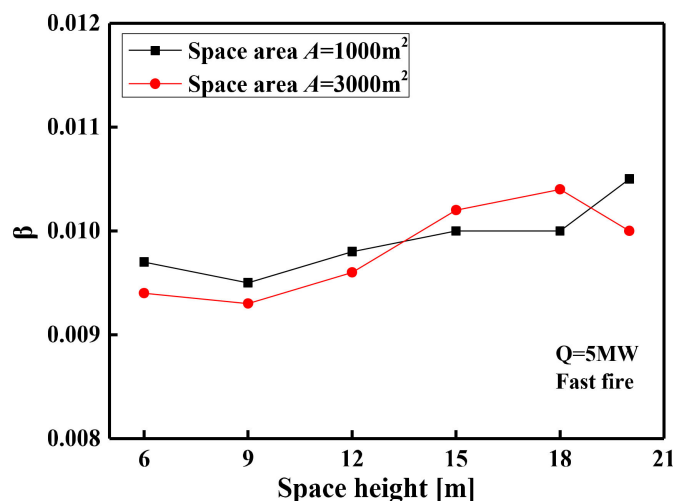 0.012
Space area A=1000m²
Space area A=3000m²
0.011
0.010
β
0.009
Q=5MW
Fast fire
0.008
6 9 12 15 18 21
Space height [m]